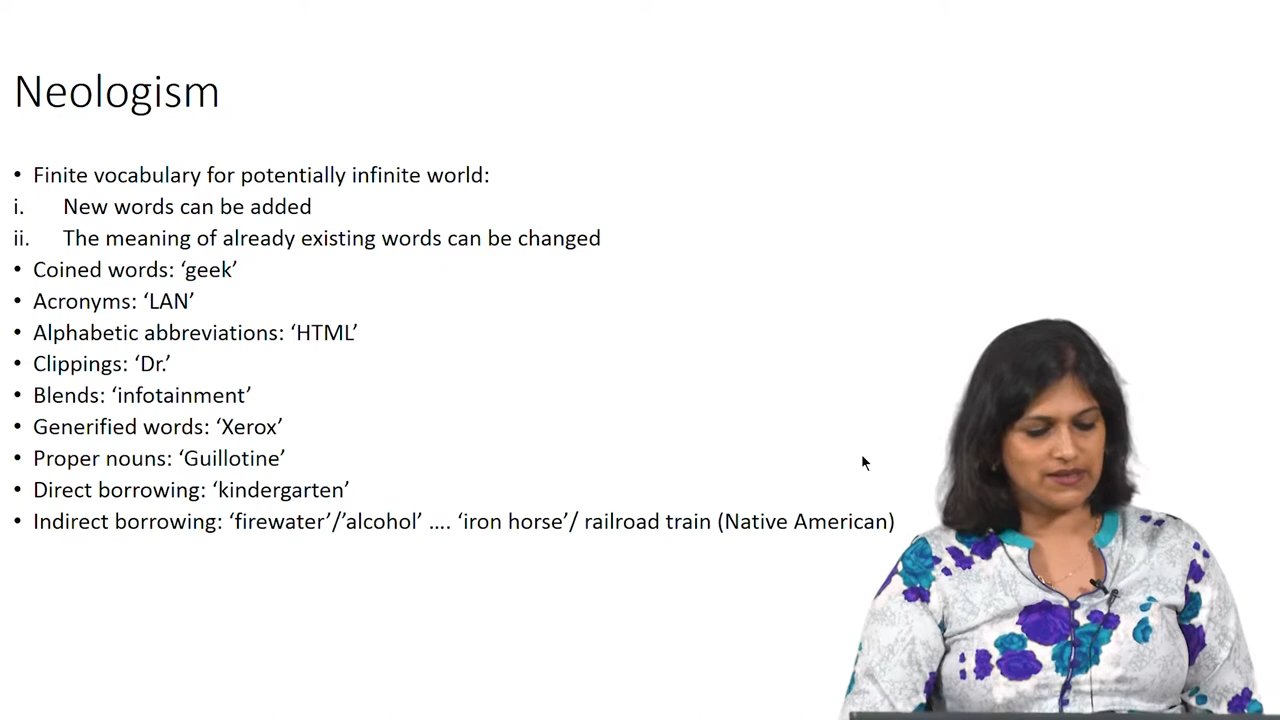 Neologism
• Finite vocabulary for potentially infinite world:
i. New words can be added
ii. The meaning of already existing words can be changed
• Coined words: ‘geek’
• Acronyms: ‘LAN’
• Alphabetic abbreviations: ‘HTML’
• Clippings: ‘Dr.’
• Blends: ‘infotainment’
• Generified words: ‘Xerox’
• Proper nouns: ‘Guillotine’
• Direct borrowing: ‘kindergarten’
• Indirect borrowing: ‘firewater’/’alcohol’ .... ‘iron horse’/ railroad train (Native American)